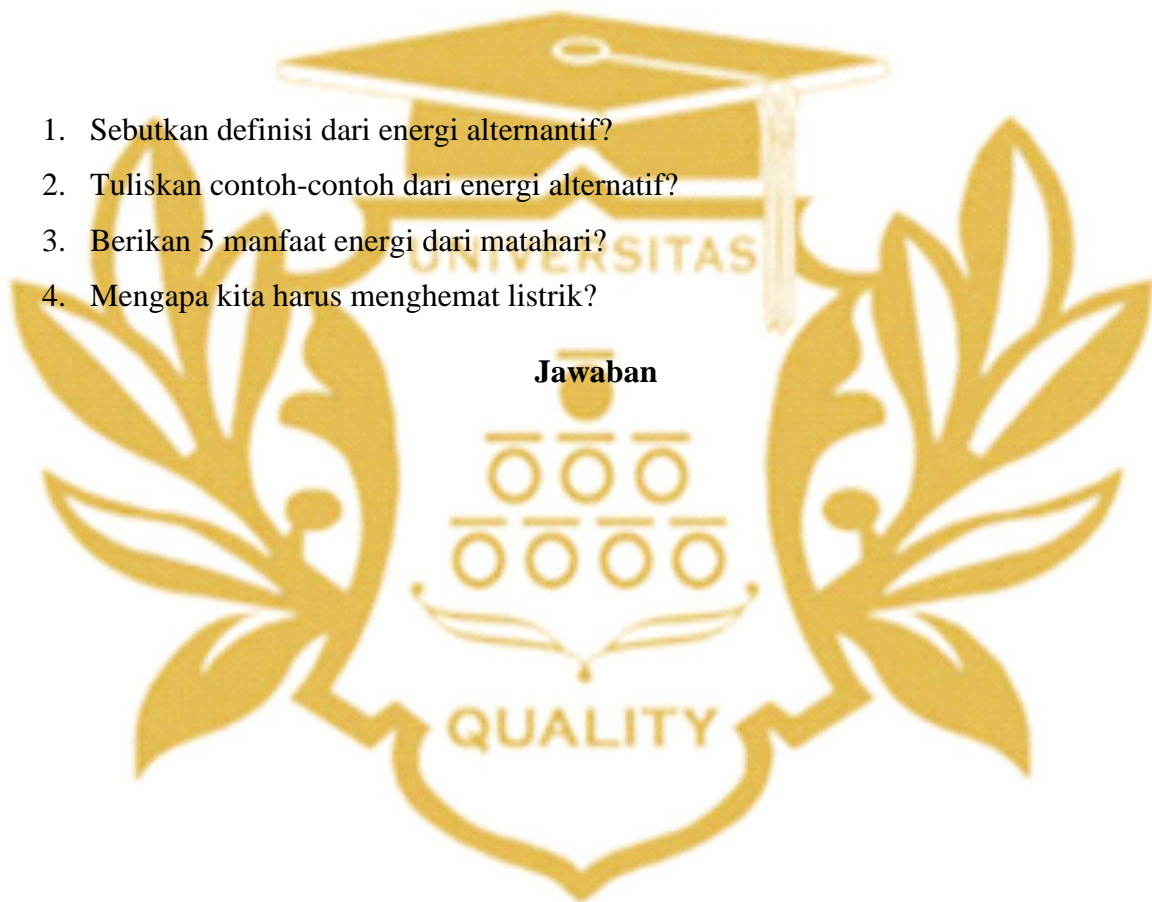 1. Sebutkan definisi dari energi alternantif?
2. Tuliskan contoh-contoh dari energi alternatif?
3. Berikan 5 manfaat energi dari matahari?
UNIVERSITAS
4. Mengapa kita harus menghemat listrik?
Jawaban
QUALITY